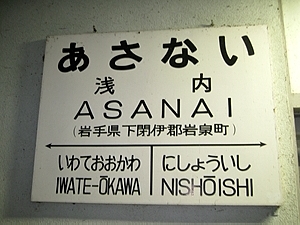 あさない
浅内
ASANAI
(岩手県下閉伊郡岩泉町)
いわておおかわ にしょういし
IWATE-ŌKAWA NISHŌISHI